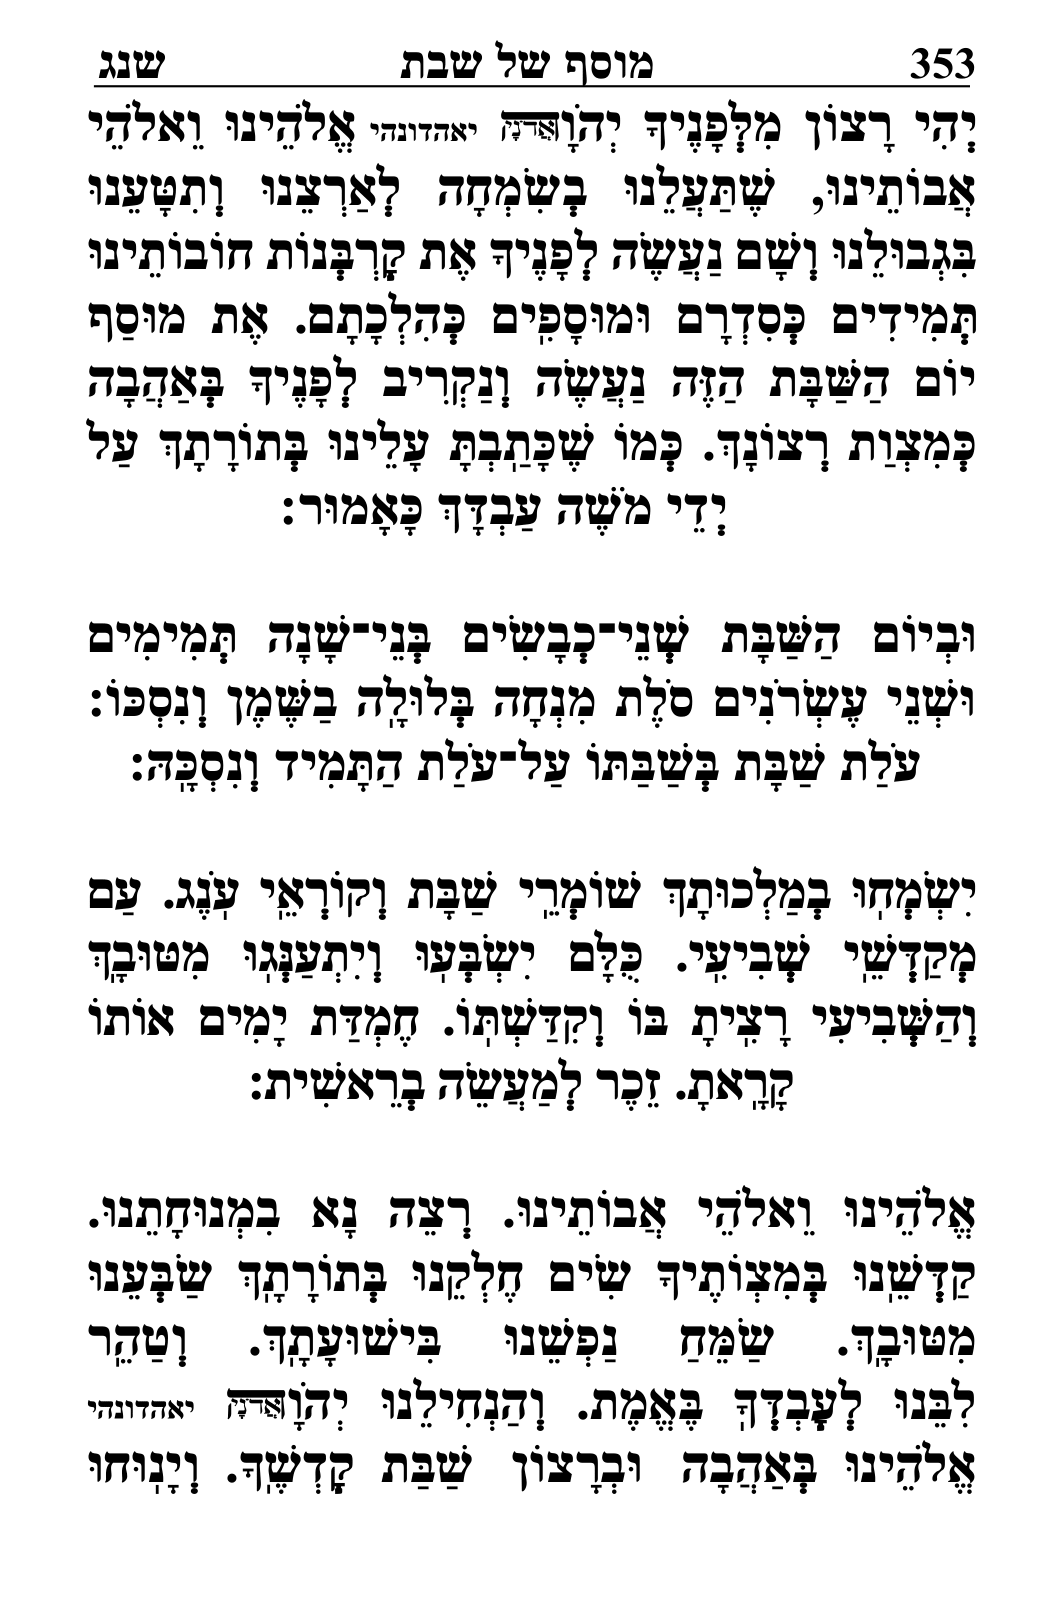 353 מוסף של שבת שנג
יְהִי רָצוֹן מִלְּפָנֶיךָ יְהֹוָה אֲדֹנָי יאהדונהי אֱלֹהֵינוּ וֵאלֹהֵי
אֲבוֹתֵינוּ, שֶׁתַּעֲלֵנוּ בְשִׂמְחָה לְאַרְצֵנוּ וְתִטָּעֵנוּ
בִּגְבוּלֵנוּ וְשָׁם נַעֲשֶׂה לְפָנֶיךָ אֶת קָרְבְּנוֹת חוֹבוֹתֵינוּ
תְּמִידִים כְּסִדְרָם וּמוּסָפִים כְּהִלְכָתָם. אֶת מוּסַף
יוֹם הַשַּׁבָּת הַזֶּה נַעֲשֶׂה וְנַקְרִיב לְפָנֶיךָ בְּאַהֲבָה
כְּמִצְוַת רְצוֹנָךְ. כְּמוֹ שֶׁכָּתַבְתָּ עָלֵינוּ בְּתוֹרָתָךְ עַל
יְדֵי מֹשֶׁה עַבְדָּךְ כָּאָמוּר:
וּבְיוֹם הַשַּׁבָּת שְׁנֵי־כְבָשִׂים בְּנֵי־שָׁנָה תְּמִימִים
וּשְׁנֵי עֶשְׂרֹנִים סֹלֶת מִנְחָה בְּלוּלָה בַשֶּׁמֶן וְנִסְכּוֹ:
עֹלַת שַׁבָּת בְּשַׁבַּתּוֹ עַל־עֹלַת הַתָּמִיד וְנִסְכָּהּ:
יִשְׂמְחוּ בְמַלְכוּתָךְ שׁוֹמְרֵי שַׁבָּת וְקוֹרְאֵי עֹנֶג. עַם
מְקַדְּשֵׁי שְׁבִיעִי. כֻּלָּם יִשְׂבְּעוּ וְיִתְעַנְּגוּ מִטּוּבָךְ
וְהַשְּׁבִיעִי רָצִיתָ בּוֹ וְקִדַּשְׁתּוֹ. חֶמְדַּת יָמִים אוֹתוֹ
קָרָאתָ. זֵכֶר לְמַעֲשֵׂה בְרֵאשִׁית:
אֱלֹהֵינוּ וֵאלֹהֵי אֲבוֹתֵינוּ. רְצֵה נָא בִמְנוּחָתֵנוּ.
קַדְּשֵׁנוּ בְּמִצְוֹתֶיךָ שִׂים חֶלְקֵנוּ בְּתוֹרָתָךְ שַׂבְּעֵנוּ
מִטּוּבָךְ. שַׂמֵּחַ נַפְשֵׁנוּ בִּישׁוּעָתָךְ. וְטַהֵר
לִבֵּנוּ לְעָבְדְּךָ בֶּאֱמֶת. וְהַנְחִילֵנוּ יְהֹוָה אֲדֹנָי יאהדונהי
אֱלֹהֵינוּ בְּאַהֲבָה וּבְרָצוֹן שַׁבַּת קָדְשֶׁךָ. וְיָנוּחוּ